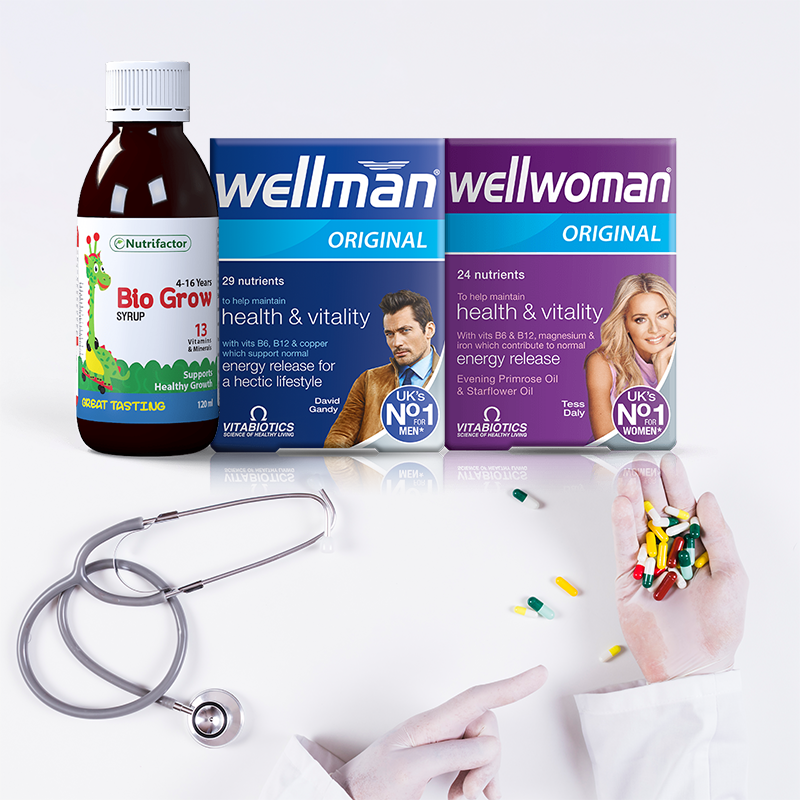 Nutrifactor
4-16 Years
Bio Grow
SYRUP
13
Vitamins
& Minerals
Supports
Healthy Growth
GREAT TASTING
120 ml
wellman®
ORIGINAL
29 nutrients
to help maintain
health & vitality
with vits B6, B12 & copper
which support normal
energy release for
a hectic lifestyle
David
Gandy
UK's
No1
FOR
MEN*
VITABIOTICS
SCIENCE OF HEALTHY LIVING
wellwoman®
ORIGINAL
24 nutrients
To help maintain
health & vitality
With vits B6 & B12, magnesium &
iron which contribute to normal
energy release
Evening Primrose Oil
& Starflower Oil
Tess
Daly
UK's
No1
FOR
WOMEN*
VITABIOTICS
SCIENCE OF HEALTHY LIVING